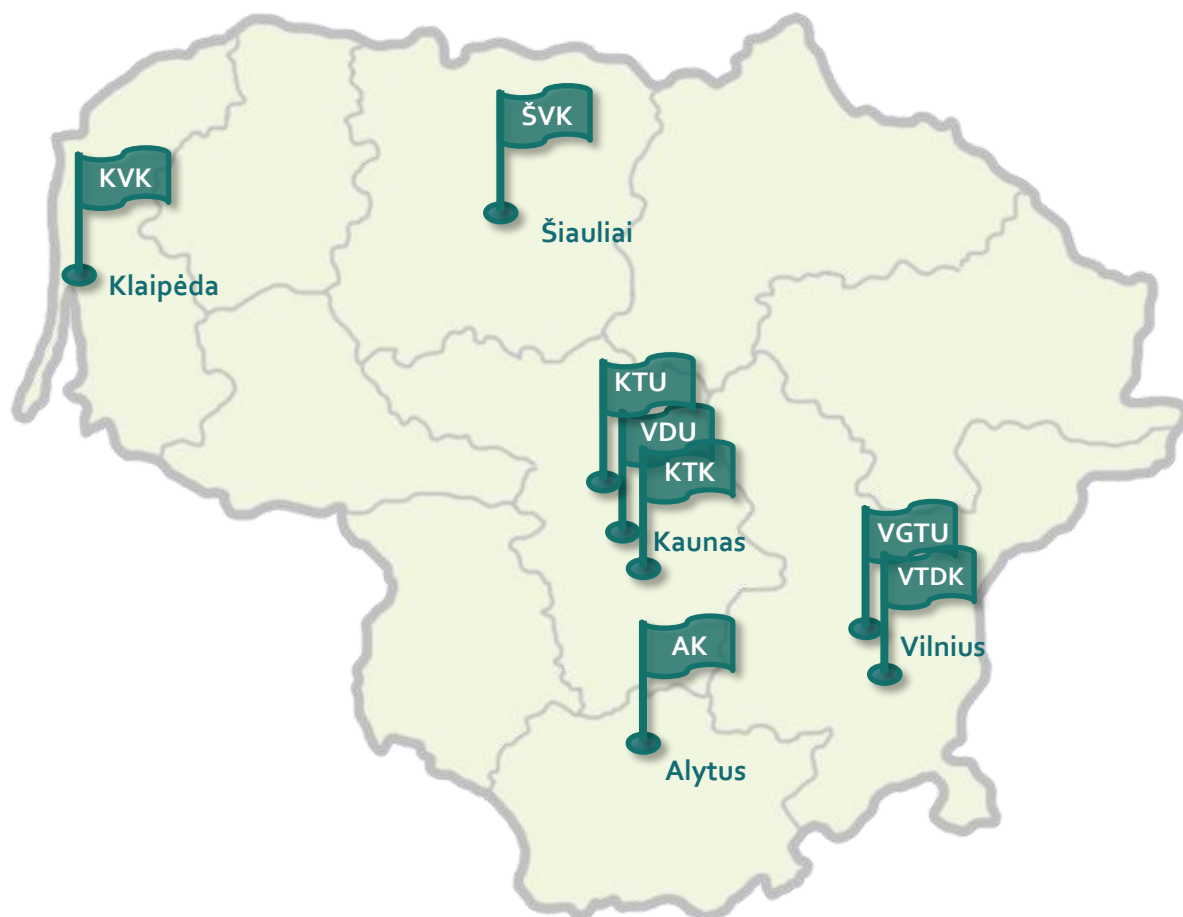 ŠVK
Šiauliai
KVK
Klaipėda
KTU
VDU
KTK
Kaunas
VGTU
VTDK
Vilnius
AK
Alytus